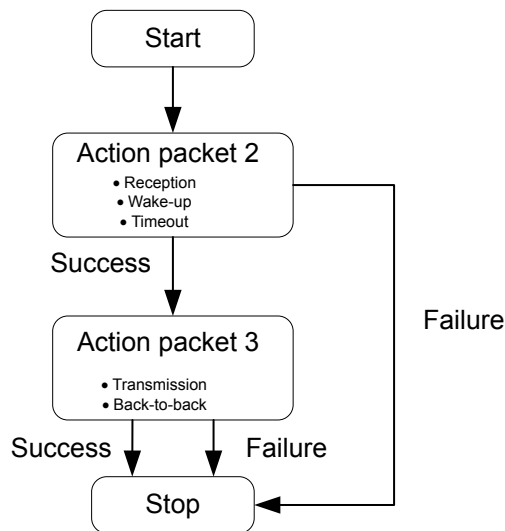 Start
Action packet 2
• Reception
• Wake-up
• Timeout
Success
Failure
Action packet 3
• Transmission
• Back-to-back
Success
Failure
Stop